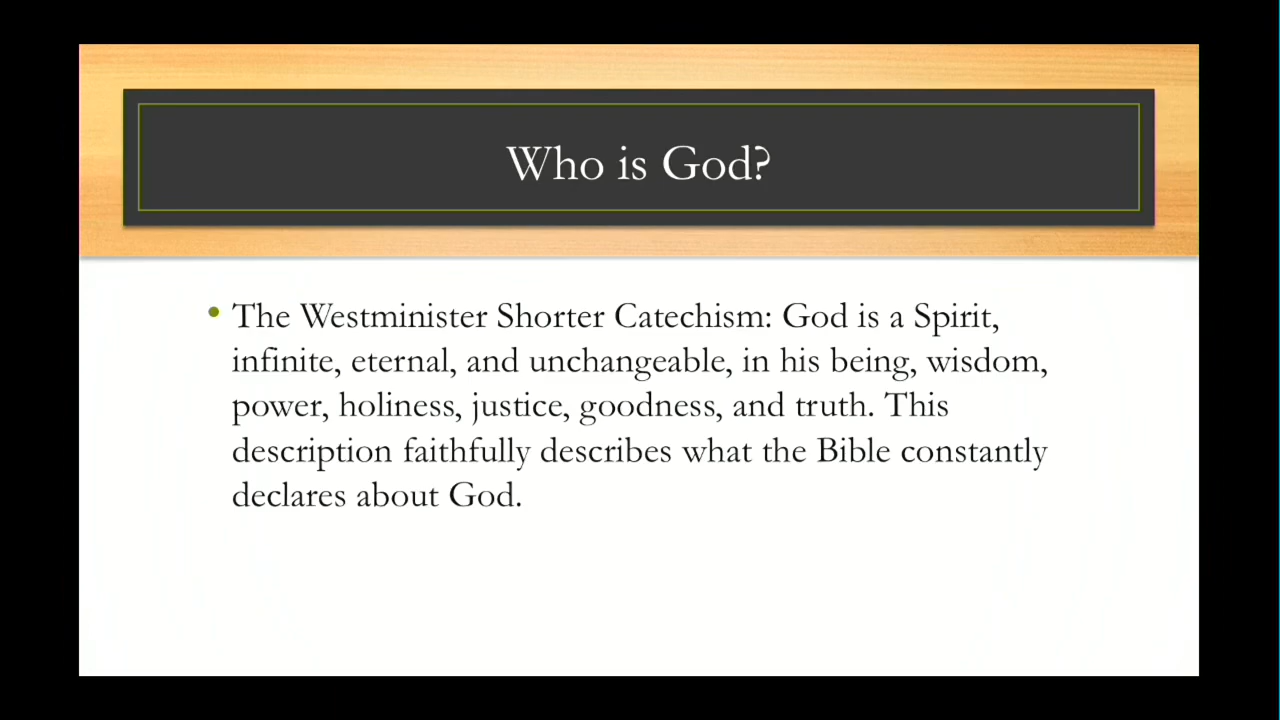 Who is God?
• The Westminister Shorter Catechism: God is a Spirit,
infinite, eternal, and unchangeable, in his being, wisdom,
power, holiness, justice, goodness, and truth. This
description faithfully describes what the Bible constantly
declares about God.